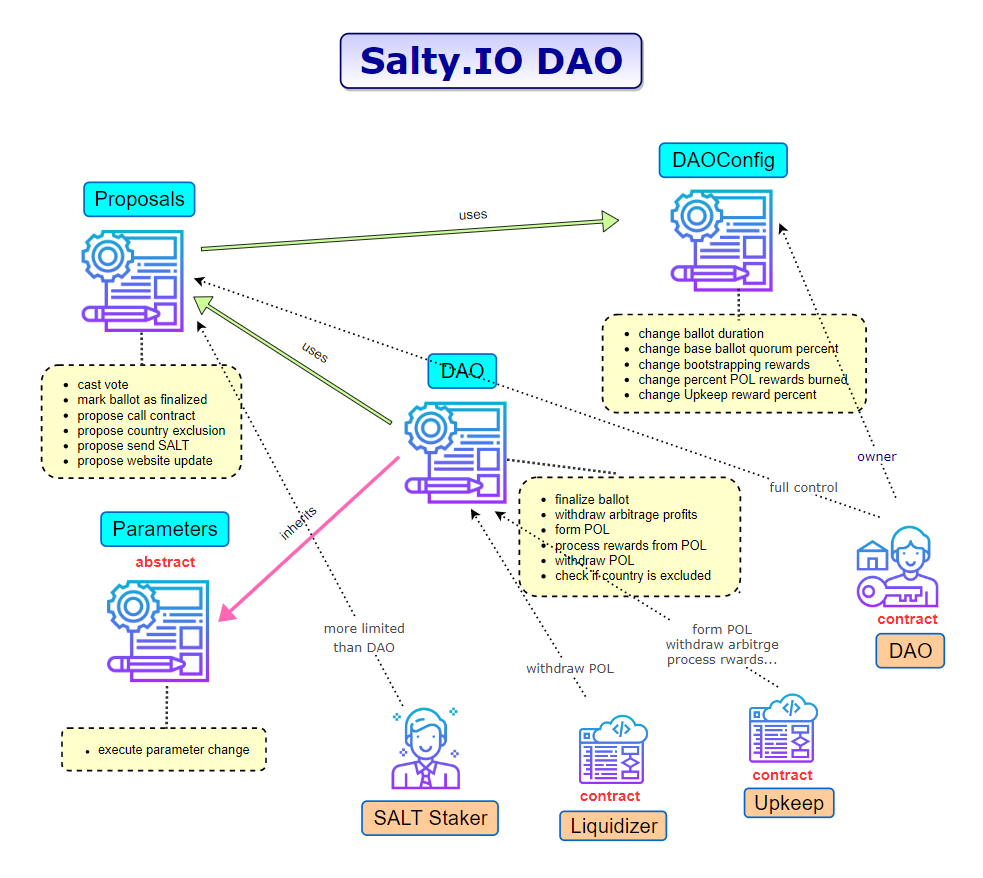 Salty.IO DAO
DAOConfig
Proposals
uses
change ballot duration
change base ballot quorum percent
change bootstrapping rewards
change percent POL rewards burned
change Upkeep reward percent
uses
DAO
cast vote
mark ballot as finalized
propose call contract
propose country exclusion
propose send SALT
propose website update
owner
full control
finalize ballot
withdraw arbitrage profits
form POL
process rewards from POL
withdraw POL
check if country is excluded
Parameters
abstract
inherits
contract
DAO
more limited
than DAO
form POL
withdraw arbitrge
process rwards...
withdraw POL
execute parameter change
SALT Staker
contract
Liquidizer
contract
Upkeep